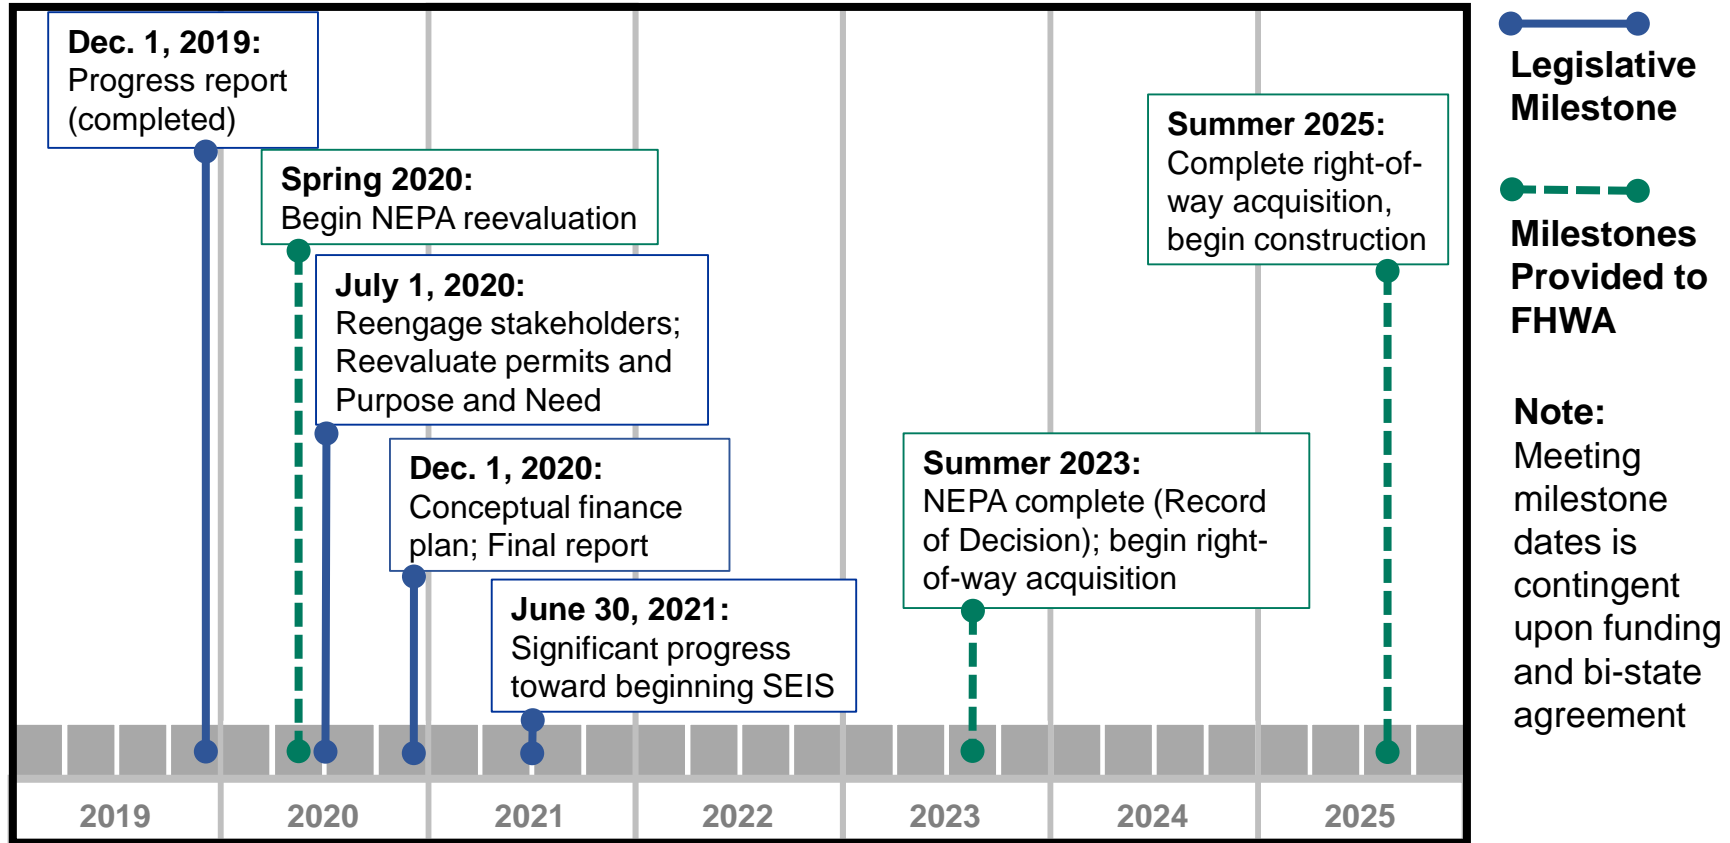 Dec. 1, 2019:
Progress report
(completed)
Spring 2020:
Begin NEPA reevaluation
July 1, 2020:
Reengage stakeholders;
Reevaluate permits and
Purpose and Need
Dec. 1, 2020:
Conceptual finance
plan; Final report
June 30, 2021:
Significant progress
toward beginning SEIS
Summer 2023:
NEPA complete (Record
of Decision); begin right-
of-way acquisition
Summer 2025:
Complete right-of-
way acquisition,
begin construction
2019
2020
2021
2022
2023
2024
2025
Legislative
Milestone
Milestones
Provided to
FHWA
Note:
Meeting
milestone
dates is
contingent
upon funding
and bi-state
agreement